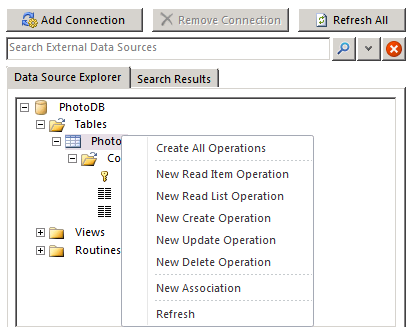 Add Connection Remove Connection Refresh All
Search External Data Sources
Data Source Explorer Search Results
PhotoDB
Tables
Photo
Co
Views
Routines
Create All Operations
New Read Item Operation
New Read List Operation
New Create Operation
New Update Operation
New Delete Operation
New Association
Refresh